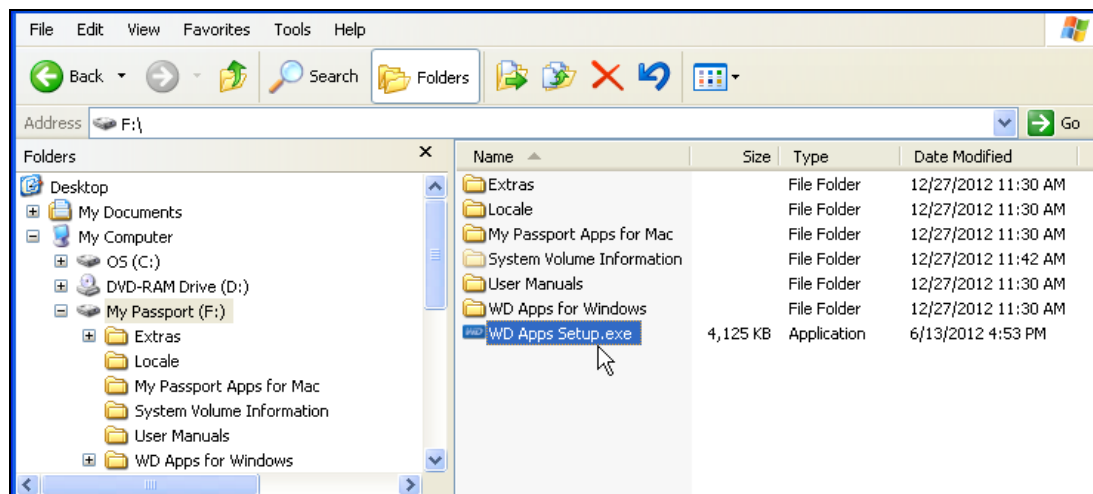 File Edit View Favorites Tools Help
Back Search Folders
Address F:\ Go
Folders
Desktop
My Documents
My Computer
OS (C:)
DVD-RAM Drive (D:)
My Passport (F:)
Extras
Locale
My Passport Apps for Mac
System Volume Information
User Manuals
WD Apps for Windows
Name Size Type Date Modified
Extras File Folder 12/27/2012 11:30 AM
Locale File Folder 12/27/2012 11:30 AM
My Passport Apps for Mac File Folder 12/27/2012 11:30 AM
System Volume Information File Folder 12/27/2012 11:42 AM
User Manuals File Folder 12/27/2012 11:30 AM
WD Apps for Windows File Folder 12/27/2012 11:30 AM
WD WD Apps Setup.exe 4,125 KB Application 6/13/2012 4:53 PM